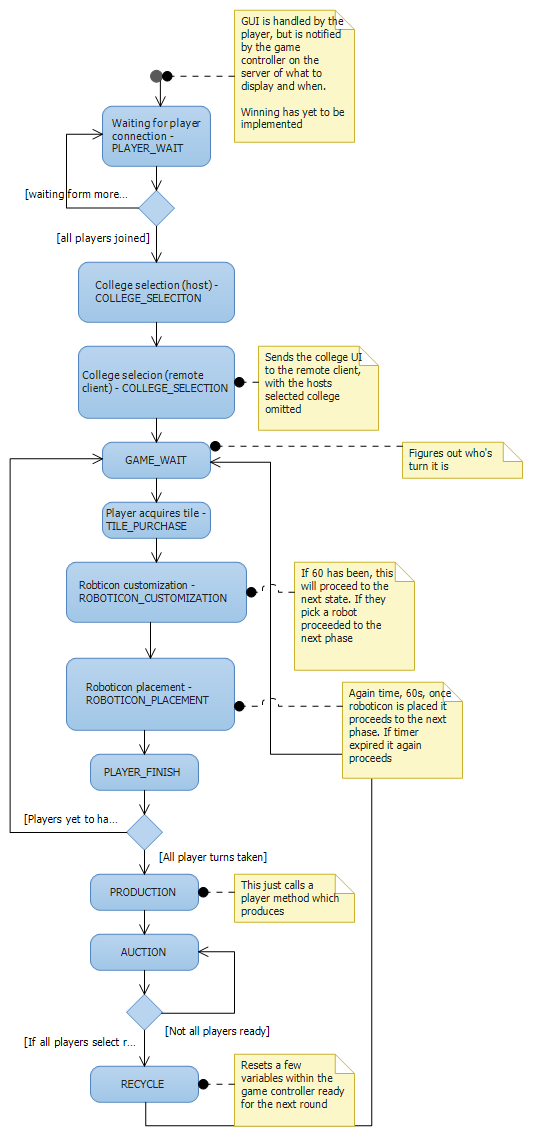 GUI is handled by the
player, but is notified
by the game
controller on the
server of what to
display and when.
Winning has yet to be
implemented
Waiting for player
connection -
PLAYER_WAIT
[waiting form more...
[all players joined]
College selection (host) -
COLLEGE_SELECITON
College selecion (remote
client) - COLLEGE_SELECTION
Sends the college UI
to the remote client,
with the hosts
selected college
omitted
GAME_WAIT
Figures out who's
turn it is
Player acquires tile -
TILE_PURCHASE
Robticon customization -
ROBOTICON_CUSTOMIZATION
If 60 has been, this
will proceed to the
next state. If they
pick a robot
proceeded to the
next phase
Roboticon placement -
ROBOTICON_PLACEMENT
Again time, 60s, once
roboticon is placed it
proceeds to the next
phase. If timer
expired it again
proceeds
PLAYER_FINISH
[Players yet to ha...
[All player turns taken]
PRODUCTION
This just calls a
player method which
produces
AUCTION
[Not all players ready]
[If all players select r...
RECYCLE
Resets a few
variables within the
game controller ready
for the next round